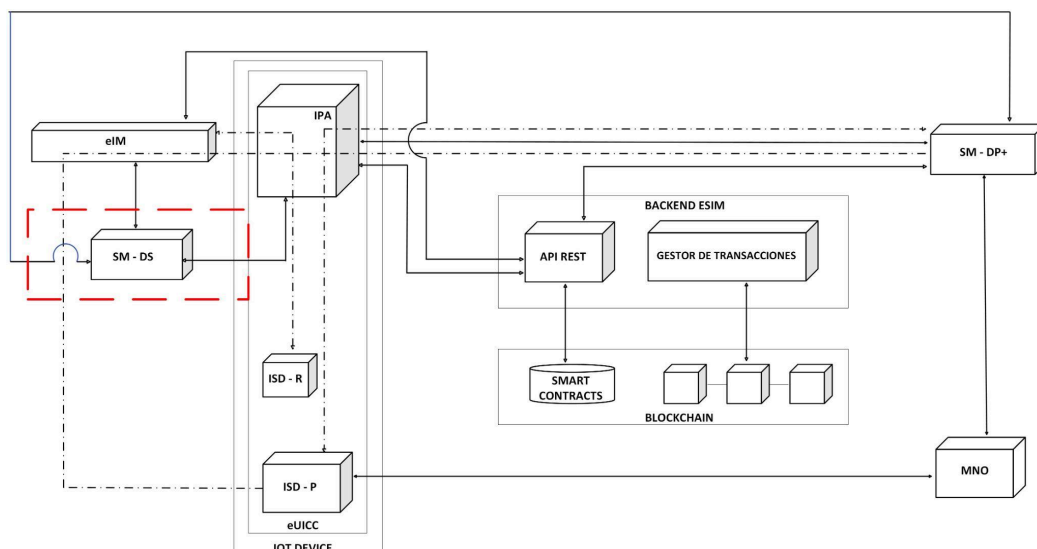 IPA
eIM
SM - DP+
BACKEND ESIM
SM - DS
API REST
GESTOR DE TRANSACCIONES
ISD - R
SMART
CONTRACTS
BLOCKCHAIN
ISD - P
MNO
eUICC
IOT DEVICE